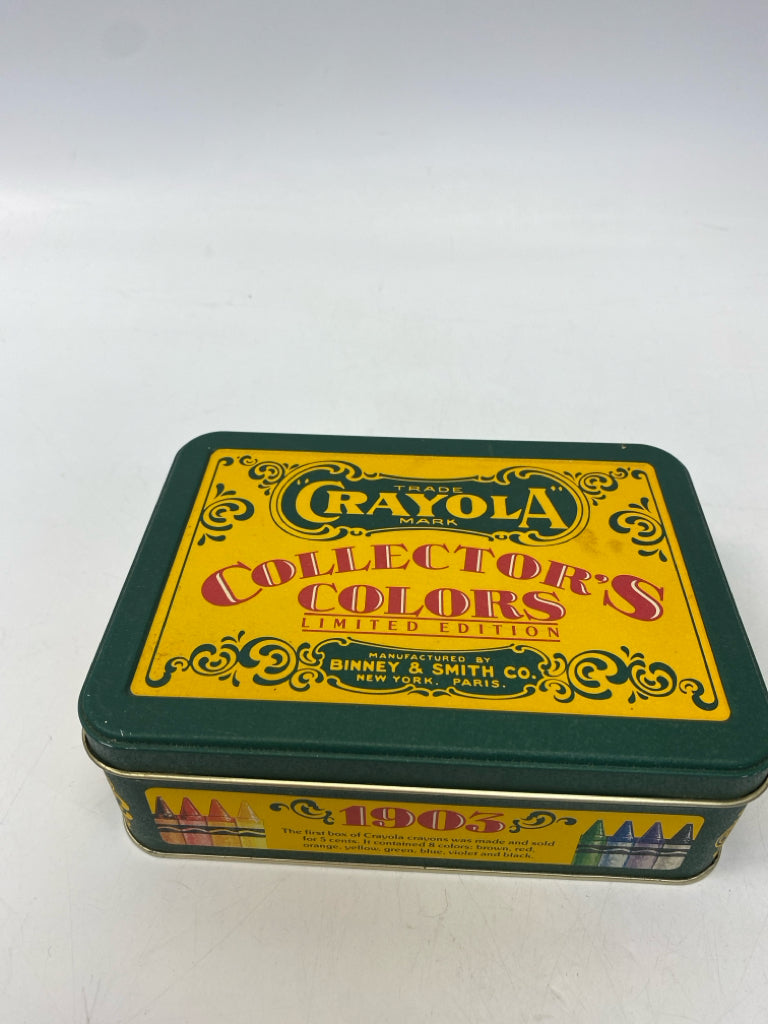 TRADE
"CRAYOLA"
MARK
COLLECTOR'S
COLORS
LIMITED EDITION
MANUFACTURED BY
BINNEY & SMITH CO.
NEW YORK. PARIS.
1903
The first box of Crayola crayons was made and sold
for 5 cents. It contained 8 colors: brown, red,
orange, yellow, green, blue, violet and black.